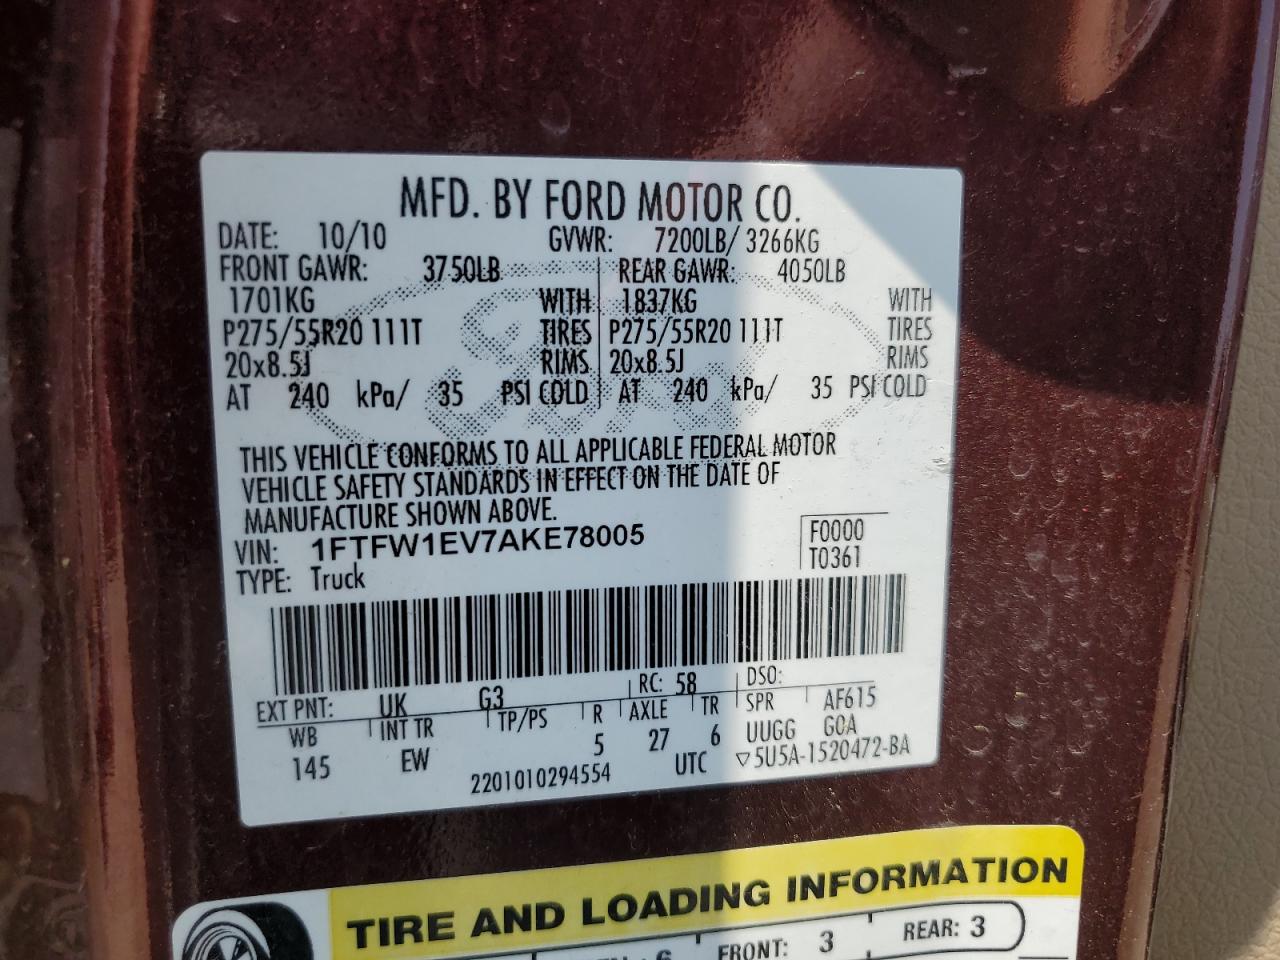 MFD. BY FORD MOTOR CO.
DATE: 10/10 GVWR: 7200LB/ 3266KG
FRONT GAWR: 3750LB REAR GAWR: 4050LB
1701KG WITH 1837KG WITH
P275/55R20 111T TIRES P275/55R20 111T TIRES
20x8.5J RIMS 20x8.5J RIMS
AT 240 kPa/ 35 PSI COLD AT 240 kPa/ 35 PSI COLD
THIS VEHICLE CONFORMS TO ALL APPLICABLE FEDERAL MOTOR
VEHICLE SAFETY STANDARDS IN EFFECT ON THE DATE OF
MANUFACTURE SHOWN ABOVE.
VIN: 1FTFW1EV7AKE78005 F0000
TYPE: Truck T0361
EXT PNT: UK G3 RC: 58 DSO:
WB INT TR TP/PS R AXLE TR SPR AF615
145 EW 5 27 6 UUGG GOA
2201010294554 UTC ▽5U5A-1520472-BA
TIRE AND LOADING INFORMATION
FRONT: 3 REAR: 3